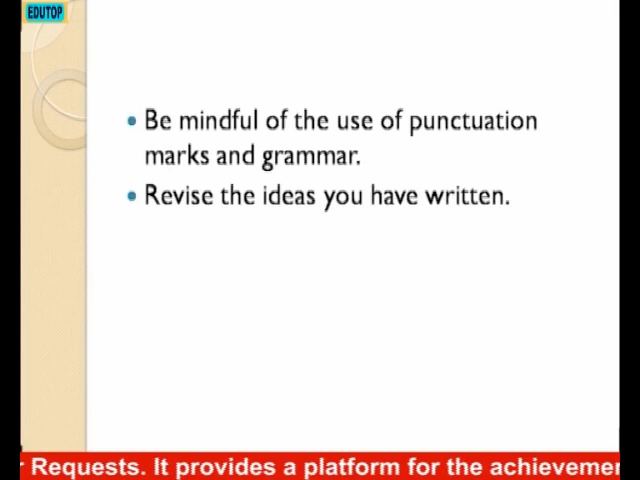 EDUTOP
• Be mindful of the use of punctuation
marks and grammar.
• Revise the ideas you have written.
Requests. It provides a platform for the